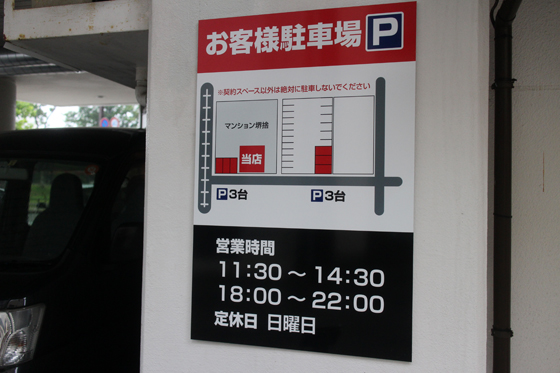 お客様駐車場 P
※契約スペース以外は絶対に駐車しないでください
マンション堺捨
当店
P3台
P3台
営業時間
11:30～14:30
18:00～22:00
定休日 日曜日